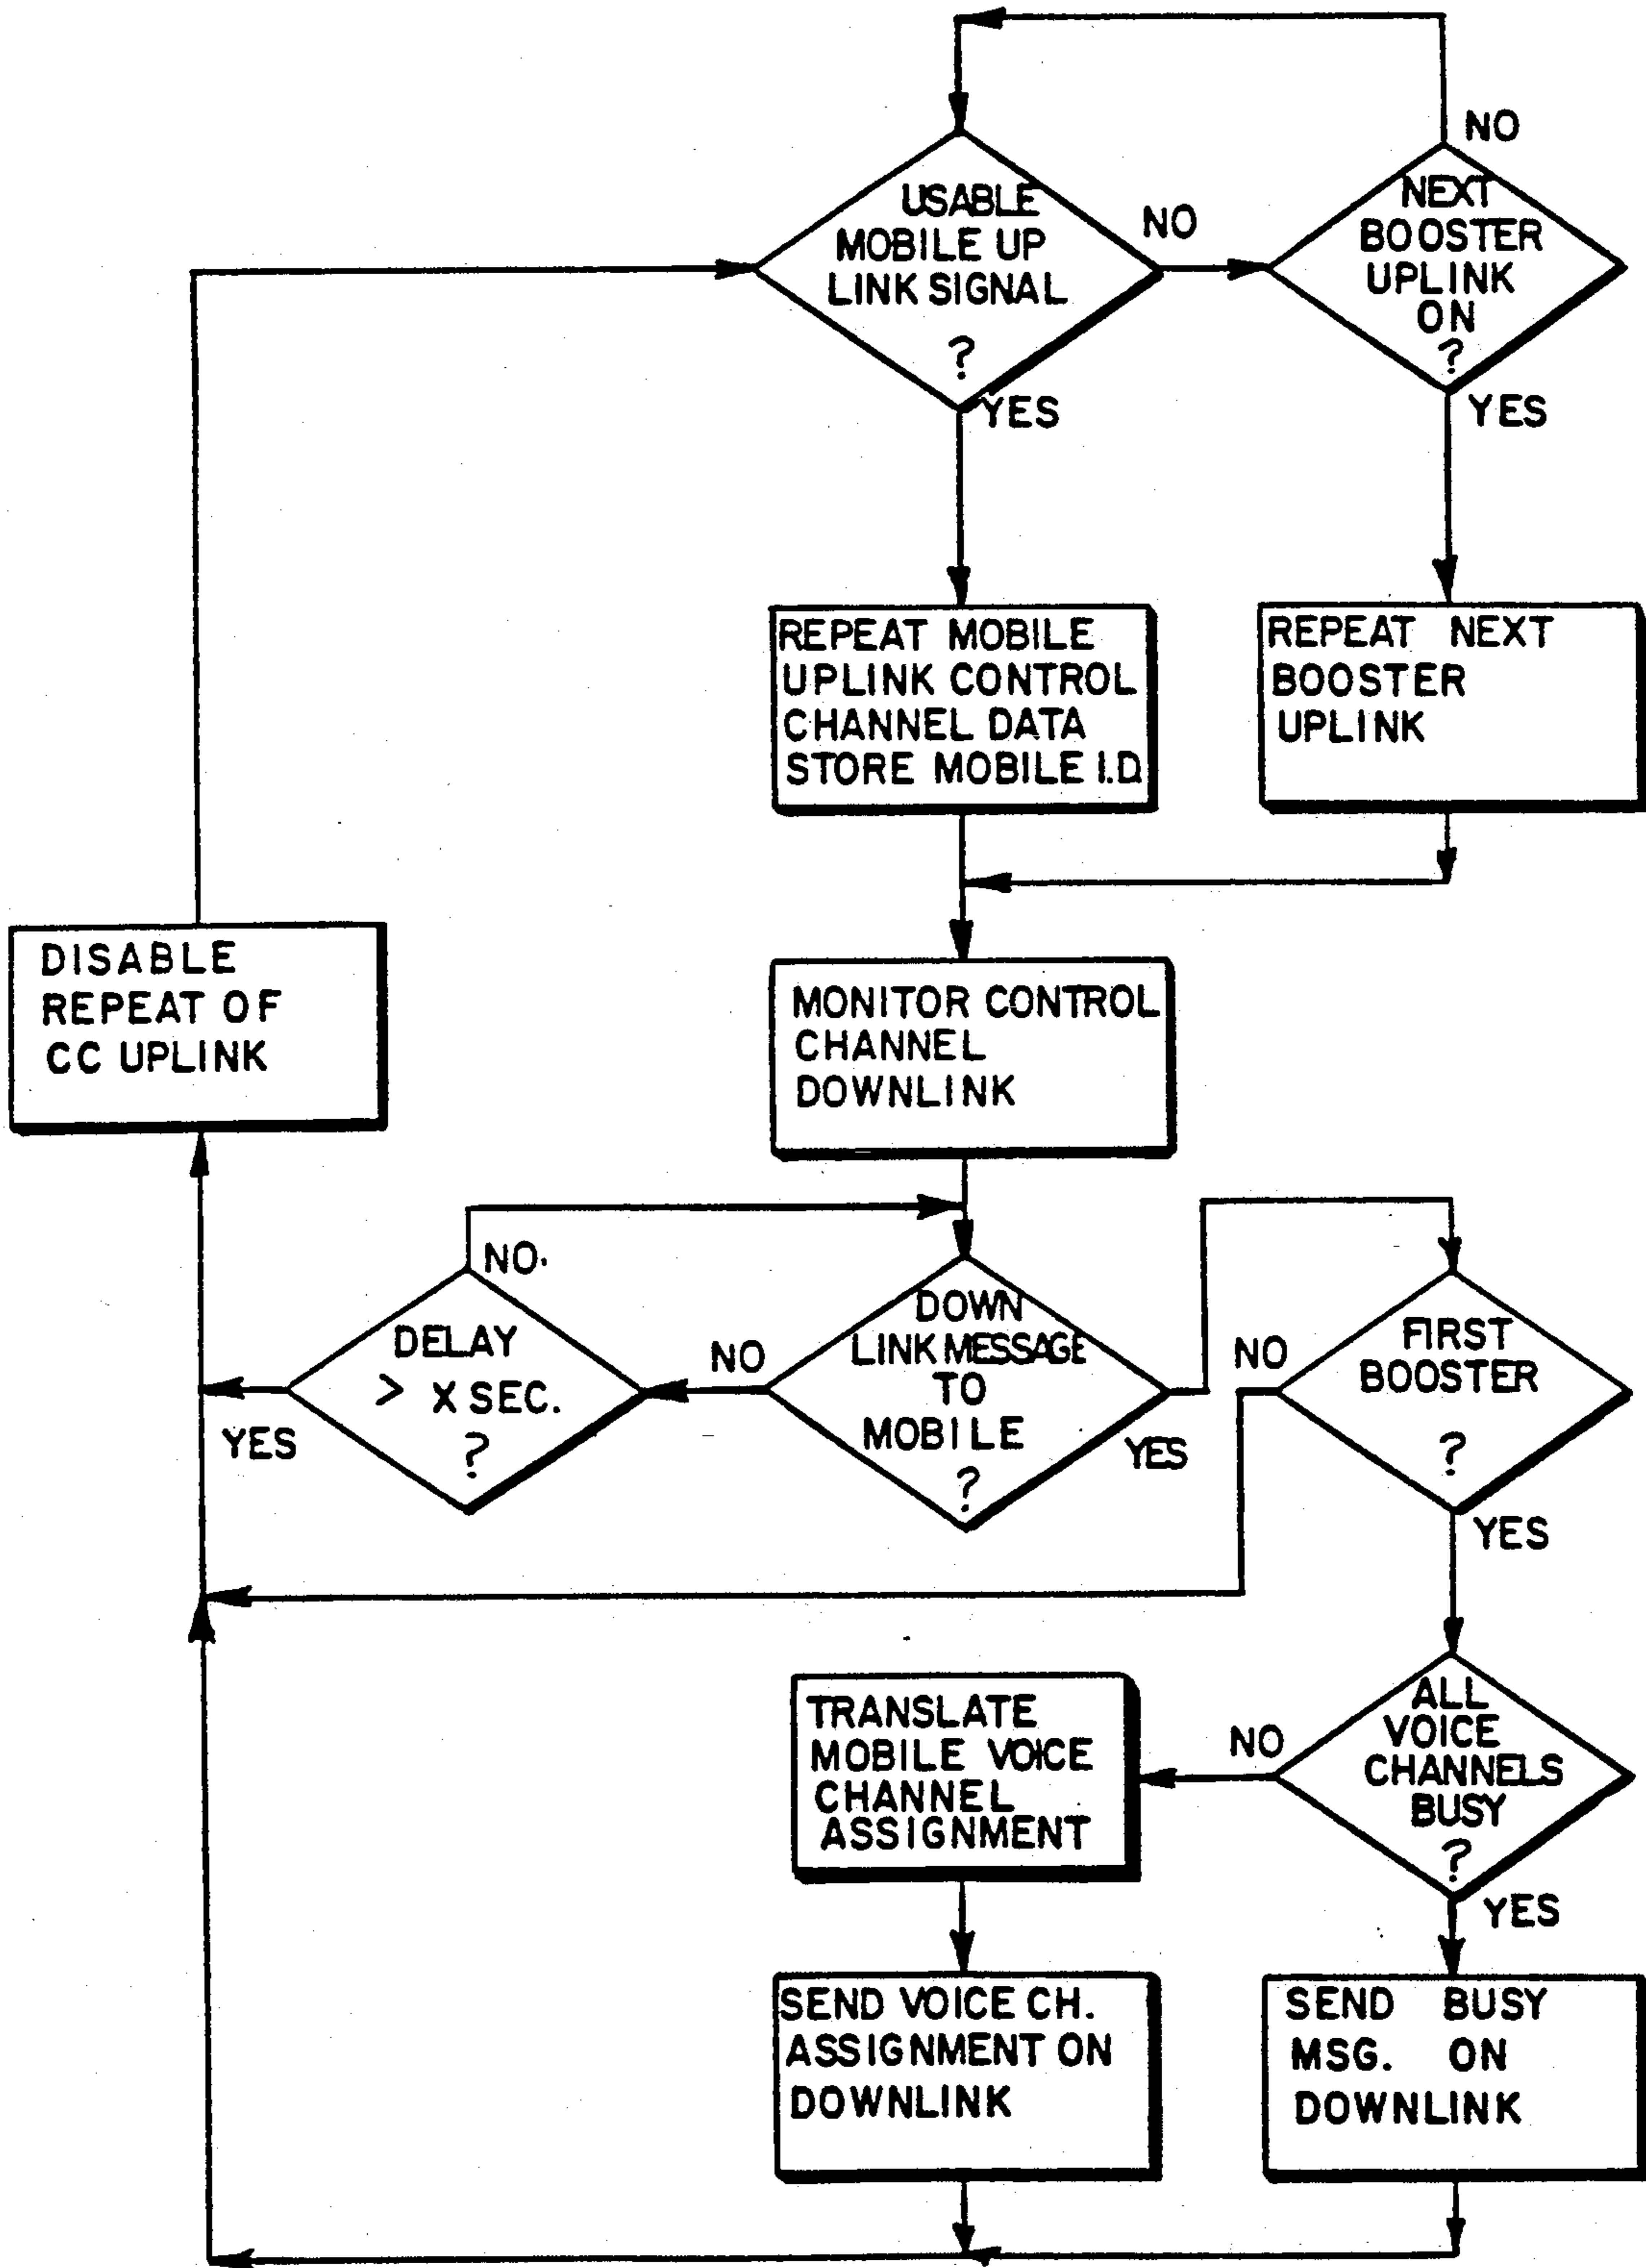 NO
USABLE
MOBILE UP
LINK SIGNAL
?
NO
NEXT
BOOSTER
UPLINK
ON
?
YES
YES
REPEAT MOBILE
UPLINK CONTROL
CHANNEL DATA
STORE MOBILE I.D.
REPEAT NEXT
BOOSTER
UPLINK
DISABLE
REPEAT OF
CC UPLINK
MONITOR CONTROL
CHANNEL
DOWNLINK
NO.
DELAY
> X SEC.
?
YES
NO
DOWN
LINK MESSAGE
TO
MOBILE
?
YES
NO
FIRST
BOOSTER
?
YES
TRANSLATE
MOBILE VOICE
CHANNEL
ASSIGNMENT
NO
ALL
VOICE
CHANNELS
BUSY
?
YES
SEND VOICE CH.
ASSIGNMENT ON
DOWNLINK
SEND BUSY
MSG. ON
DOWNLINK